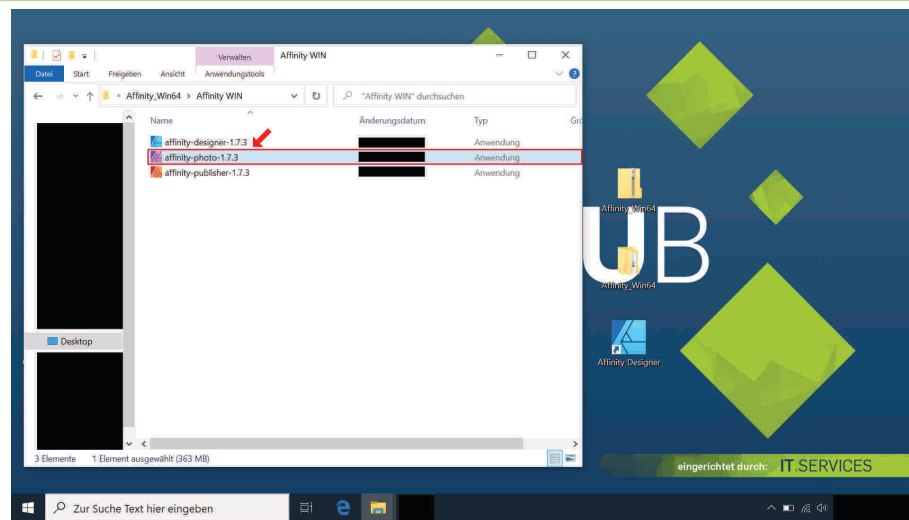 Verwalten
Affinity WIN
Datei Start Freigeben Ansicht Anwendungstools
« Affinity_Win64 › Affinity WIN
"Affinity WIN" durchsuchen
Name Änderungsdatum Typ Grö
affinity-designer-1.7.3 Anwendung
affinity-photo-1.7.3 Anwendung
affinity-publisher-1.7.3 Anwendung
Desktop
3 Elemente 1 Element ausgewählt (363 MB)
Affinity_Win64
UB
Affinity_Win64
Affinity Designer
eingerichtet durch: IT.SERVICES
Zur Suche Text hier eingeben